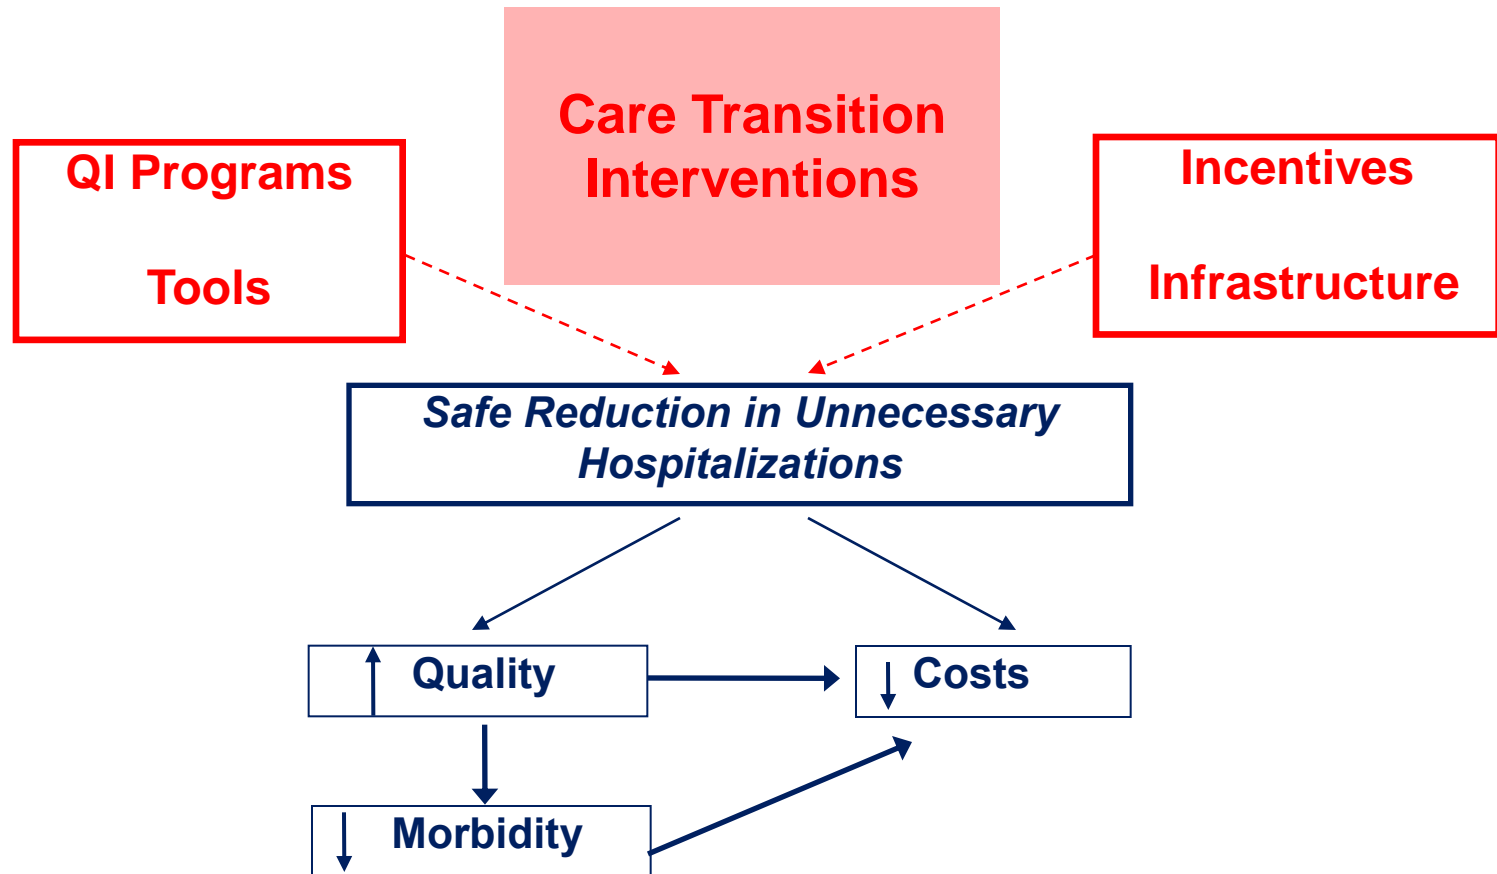 Care Transition
Interventions
QI Programs
Tools
Incentives
Infrastructure
Safe Reduction in Unnecessary
Hospitalizations
Quality
Costs
Morbidity